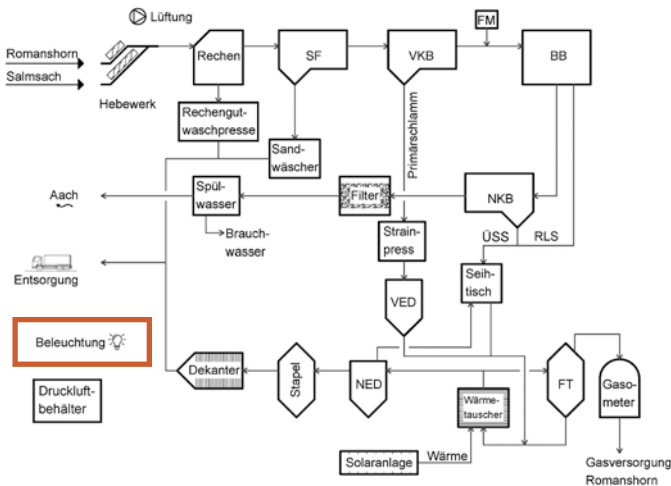 Lüftung
FM
Romanshorn
Salmsach
Hebewerk
Rechen
SF
VKB
BB
Rechengut-
waschpresse
Sand-
wäscher
Primärschlamm
Aach
Spül-
wasser
Filter
NKB
Brauch-
wasser
Strain-
press
ÜSS
RLS
Seih-
tisch
Entsorgung
VED
Beleuchtung
Dekanter
Stapel
NED
FT
Gaso-
meter
Druckluft-
behälter
Wärme-
tauscher
Solaranlage
Wärme
Gasversorgung
Romanshorn